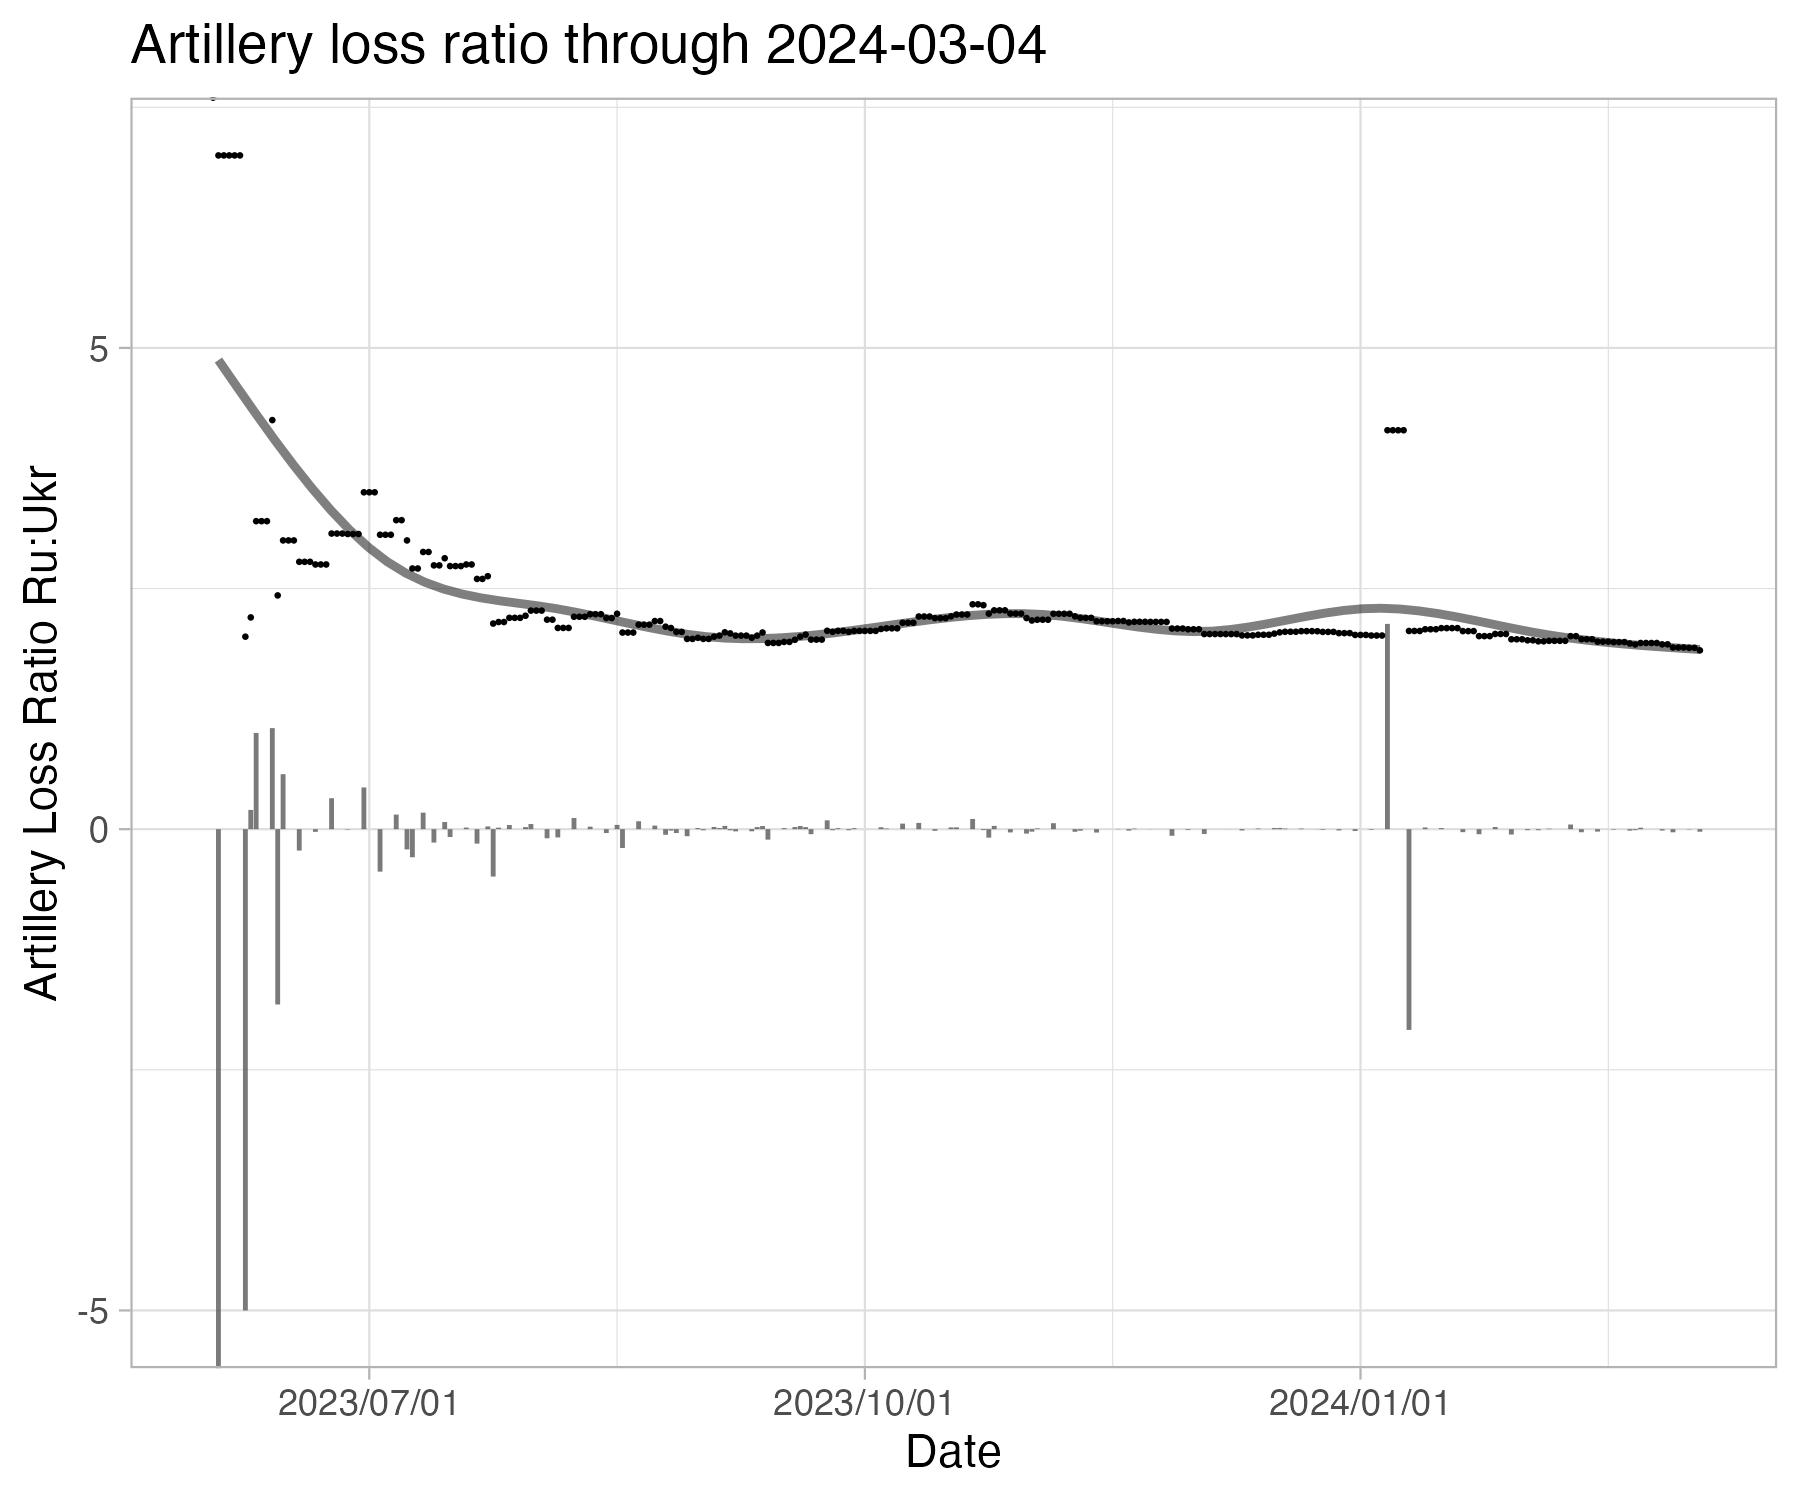 Artillery loss ratio through 2024-03-04
Artillery Loss Ratio Ru:Ukr
5
0
-5
2023/07/01
2023/10/01
2024/01/01
Date